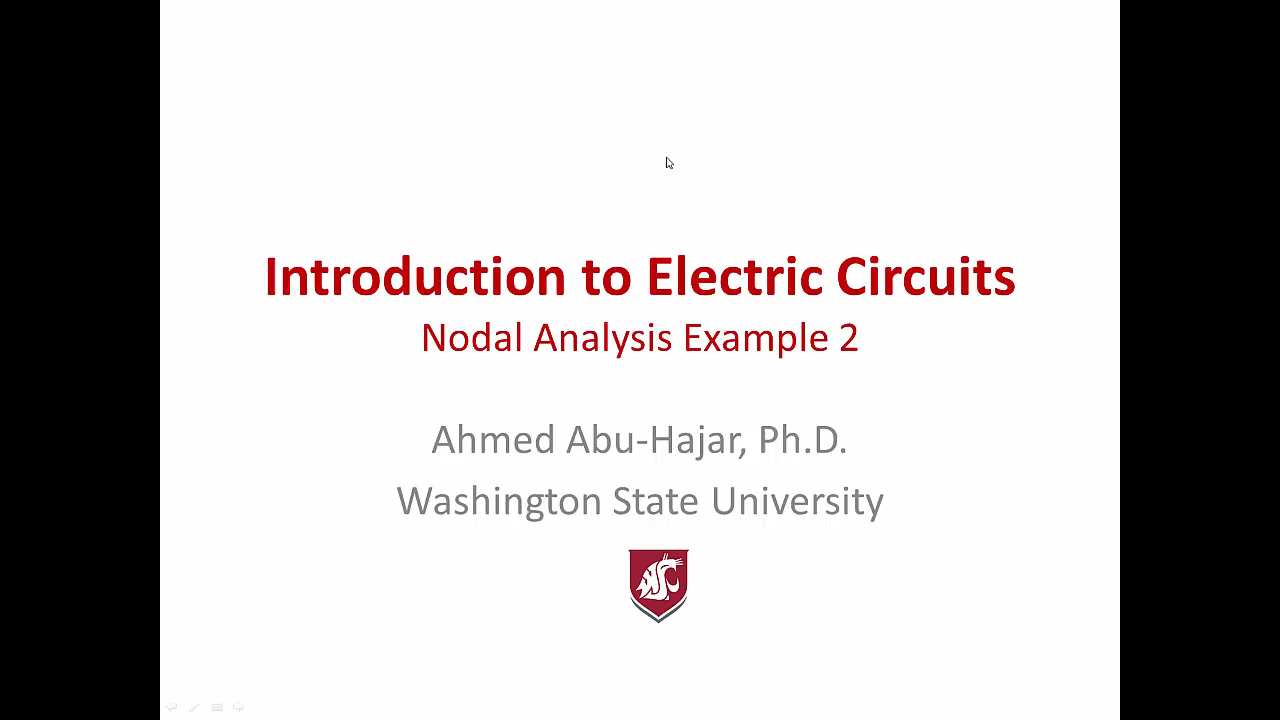 Introduction to Electric Circuits
Nodal Analysis Example 2
Ahmed Abu-Hajar, Ph.D.
Washington State University